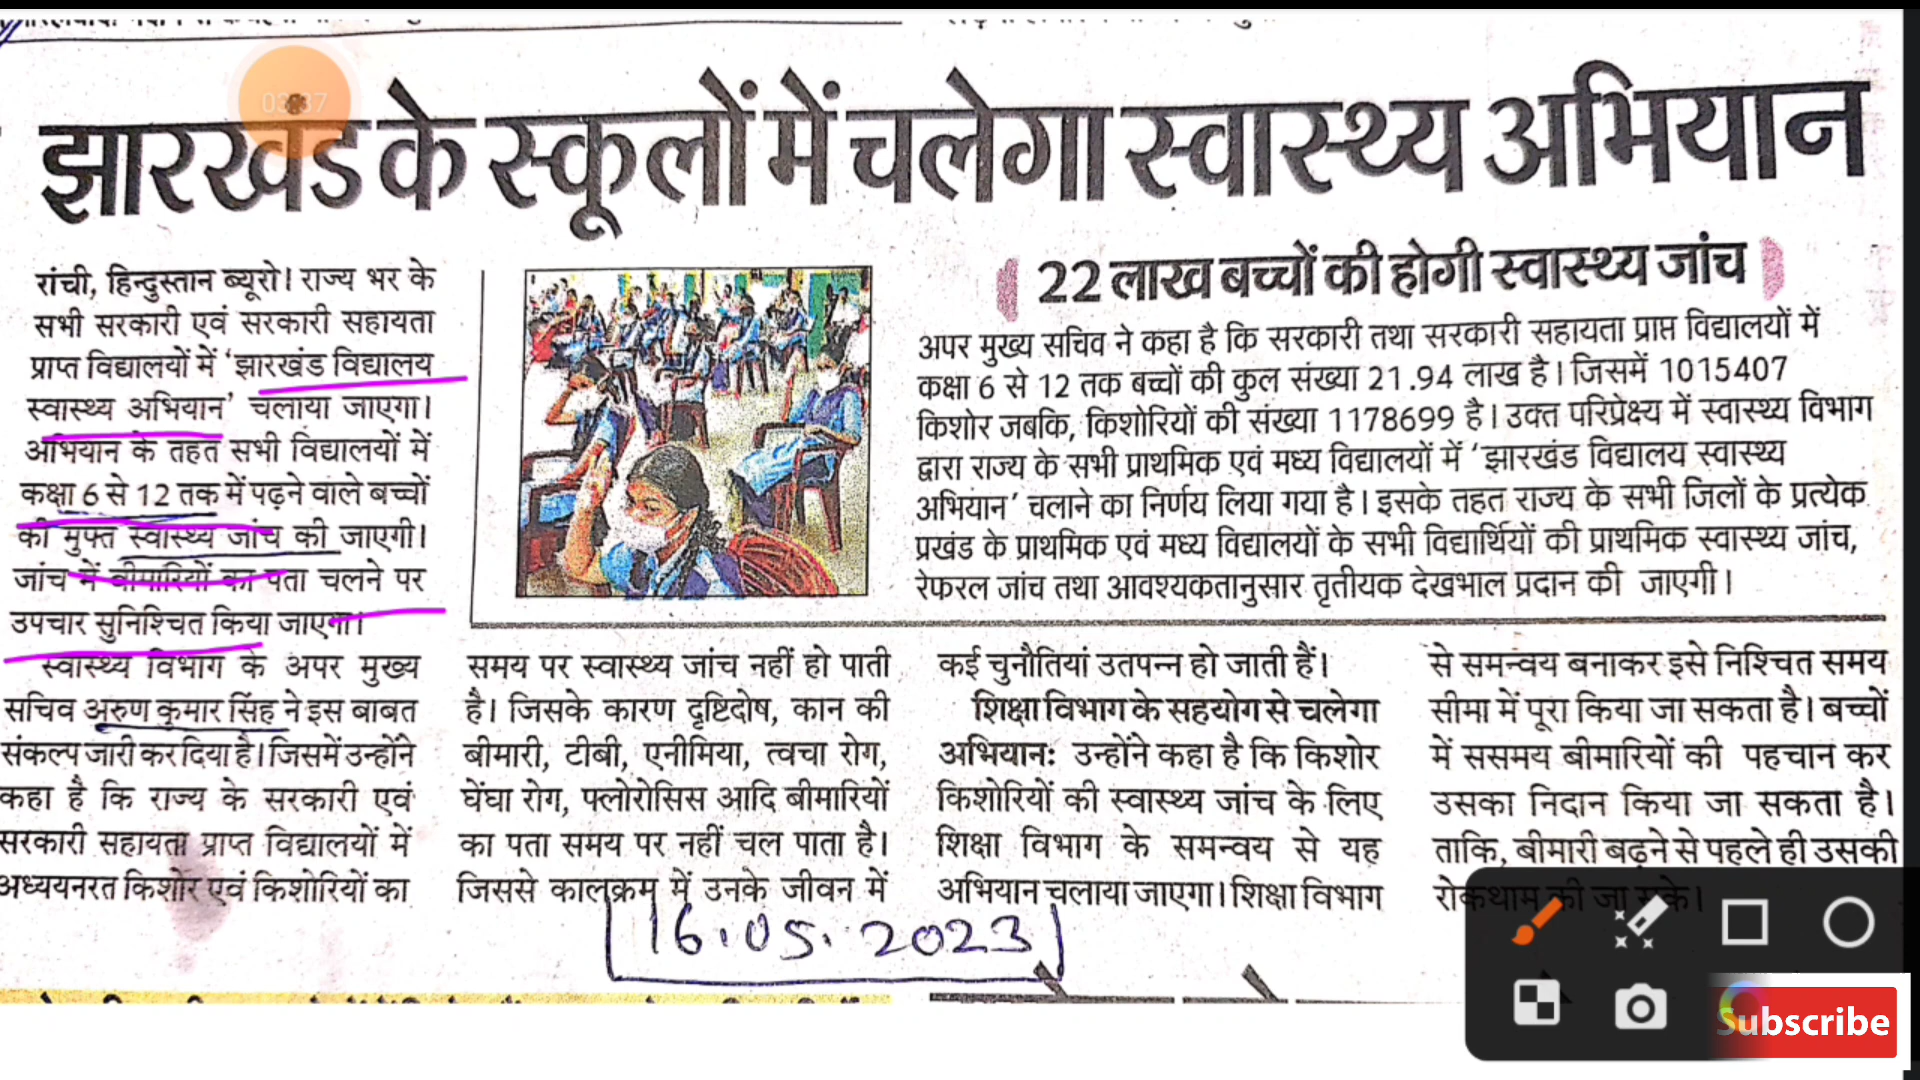 झारखंड के स्कूलों में चलेगा स्वास्थ्य अभियान
रांची, हिन्दुस्तान ब्यूरो। राज्य भर के
सभी सरकारी एवं सरकारी सहायता
प्राप्त विद्यालयों में ‘झारखंड विद्यालय
स्वास्थ्य अभियान’ चलाया जाएगा।
अभियान के तहत सभी विद्यालयों में
कक्षा 6 से 12 तक में पढ़ने वाले बच्चों
की मुफ्त स्वास्थ्य जांच की जाएगी।
जांच में बीमारियों का पता चलने पर
उपचार सुनिश्चित किया जाएगा।
स्वास्थ्य विभाग के अपर मुख्य
सचिव अरुण कुमार सिंह ने इस बाबत
संकल्प जारी कर दिया है। जिसमें उन्होंने
कहा है कि राज्य के सरकारी एवं
सरकारी सहायता प्राप्त विद्यालयों में
अध्ययनरत किशोर एवं किशोरियों का
22 लाख बच्चों की होगी स्वास्थ्य जांच
अपर मुख्य सचिव ने कहा है कि सरकारी तथा सरकारी सहायता प्राप्त विद्यालयों में
कक्षा 6 से 12 तक बच्चों की कुल संख्या 21.94 लाख है। जिसमें 1015407
किशोर जबकि, किशोरियों की संख्या 1178699 है। उक्त परिप्रेक्ष्य में स्वास्थ्य विभाग
द्वारा राज्य के सभी प्राथमिक एवं मध्य विद्यालयों में ‘झारखंड विद्यालय स्वास्थ्य
अभियान’ चलाने का निर्णय लिया गया है। इसके तहत राज्य के सभी जिलों के प्रत्येक
प्रखंड के प्राथमिक एवं मध्य विद्यालयों के सभी विद्यार्थियों की प्राथमिक स्वास्थ्य जांच,
रेफरल जांच तथा आवश्यकतानुसार तृतीयक देखभाल प्रदान की जाएगी।
समय पर स्वास्थ्य जांच नहीं हो पाती
है। जिसके कारण दृष्टिदोष, कान की
बीमारी, टीबी, एनीमिया, त्वचा रोग,
घेंघा रोग, फ्लोरोसिस आदि बीमारियों
का पता समय पर नहीं चल पाता है।
जिससे कालक्रम में उनके जीवन में
कई चुनौतियां उतपन्न हो जाती हैं।
शिक्षा विभाग के सहयोग से चलेगा
अभियान: उन्होंने कहा है कि किशोर
किशोरियों की स्वास्थ्य जांच के लिए
शिक्षा विभाग के समन्वय से यह
अभियान चलाया जाएगा। शिक्षा विभाग
से समन्वय बनाकर इसे निश्चित समय
सीमा में पूरा किया जा सकता है। बच्चों
में ससमय बीमारियों की पहचान कर
उसका निदान किया जा सकता है।
ताकि, बीमारी बढ़ने से पहले ही उसकी
रोकथाम की जा सके।
16.05.2023
Subscribe